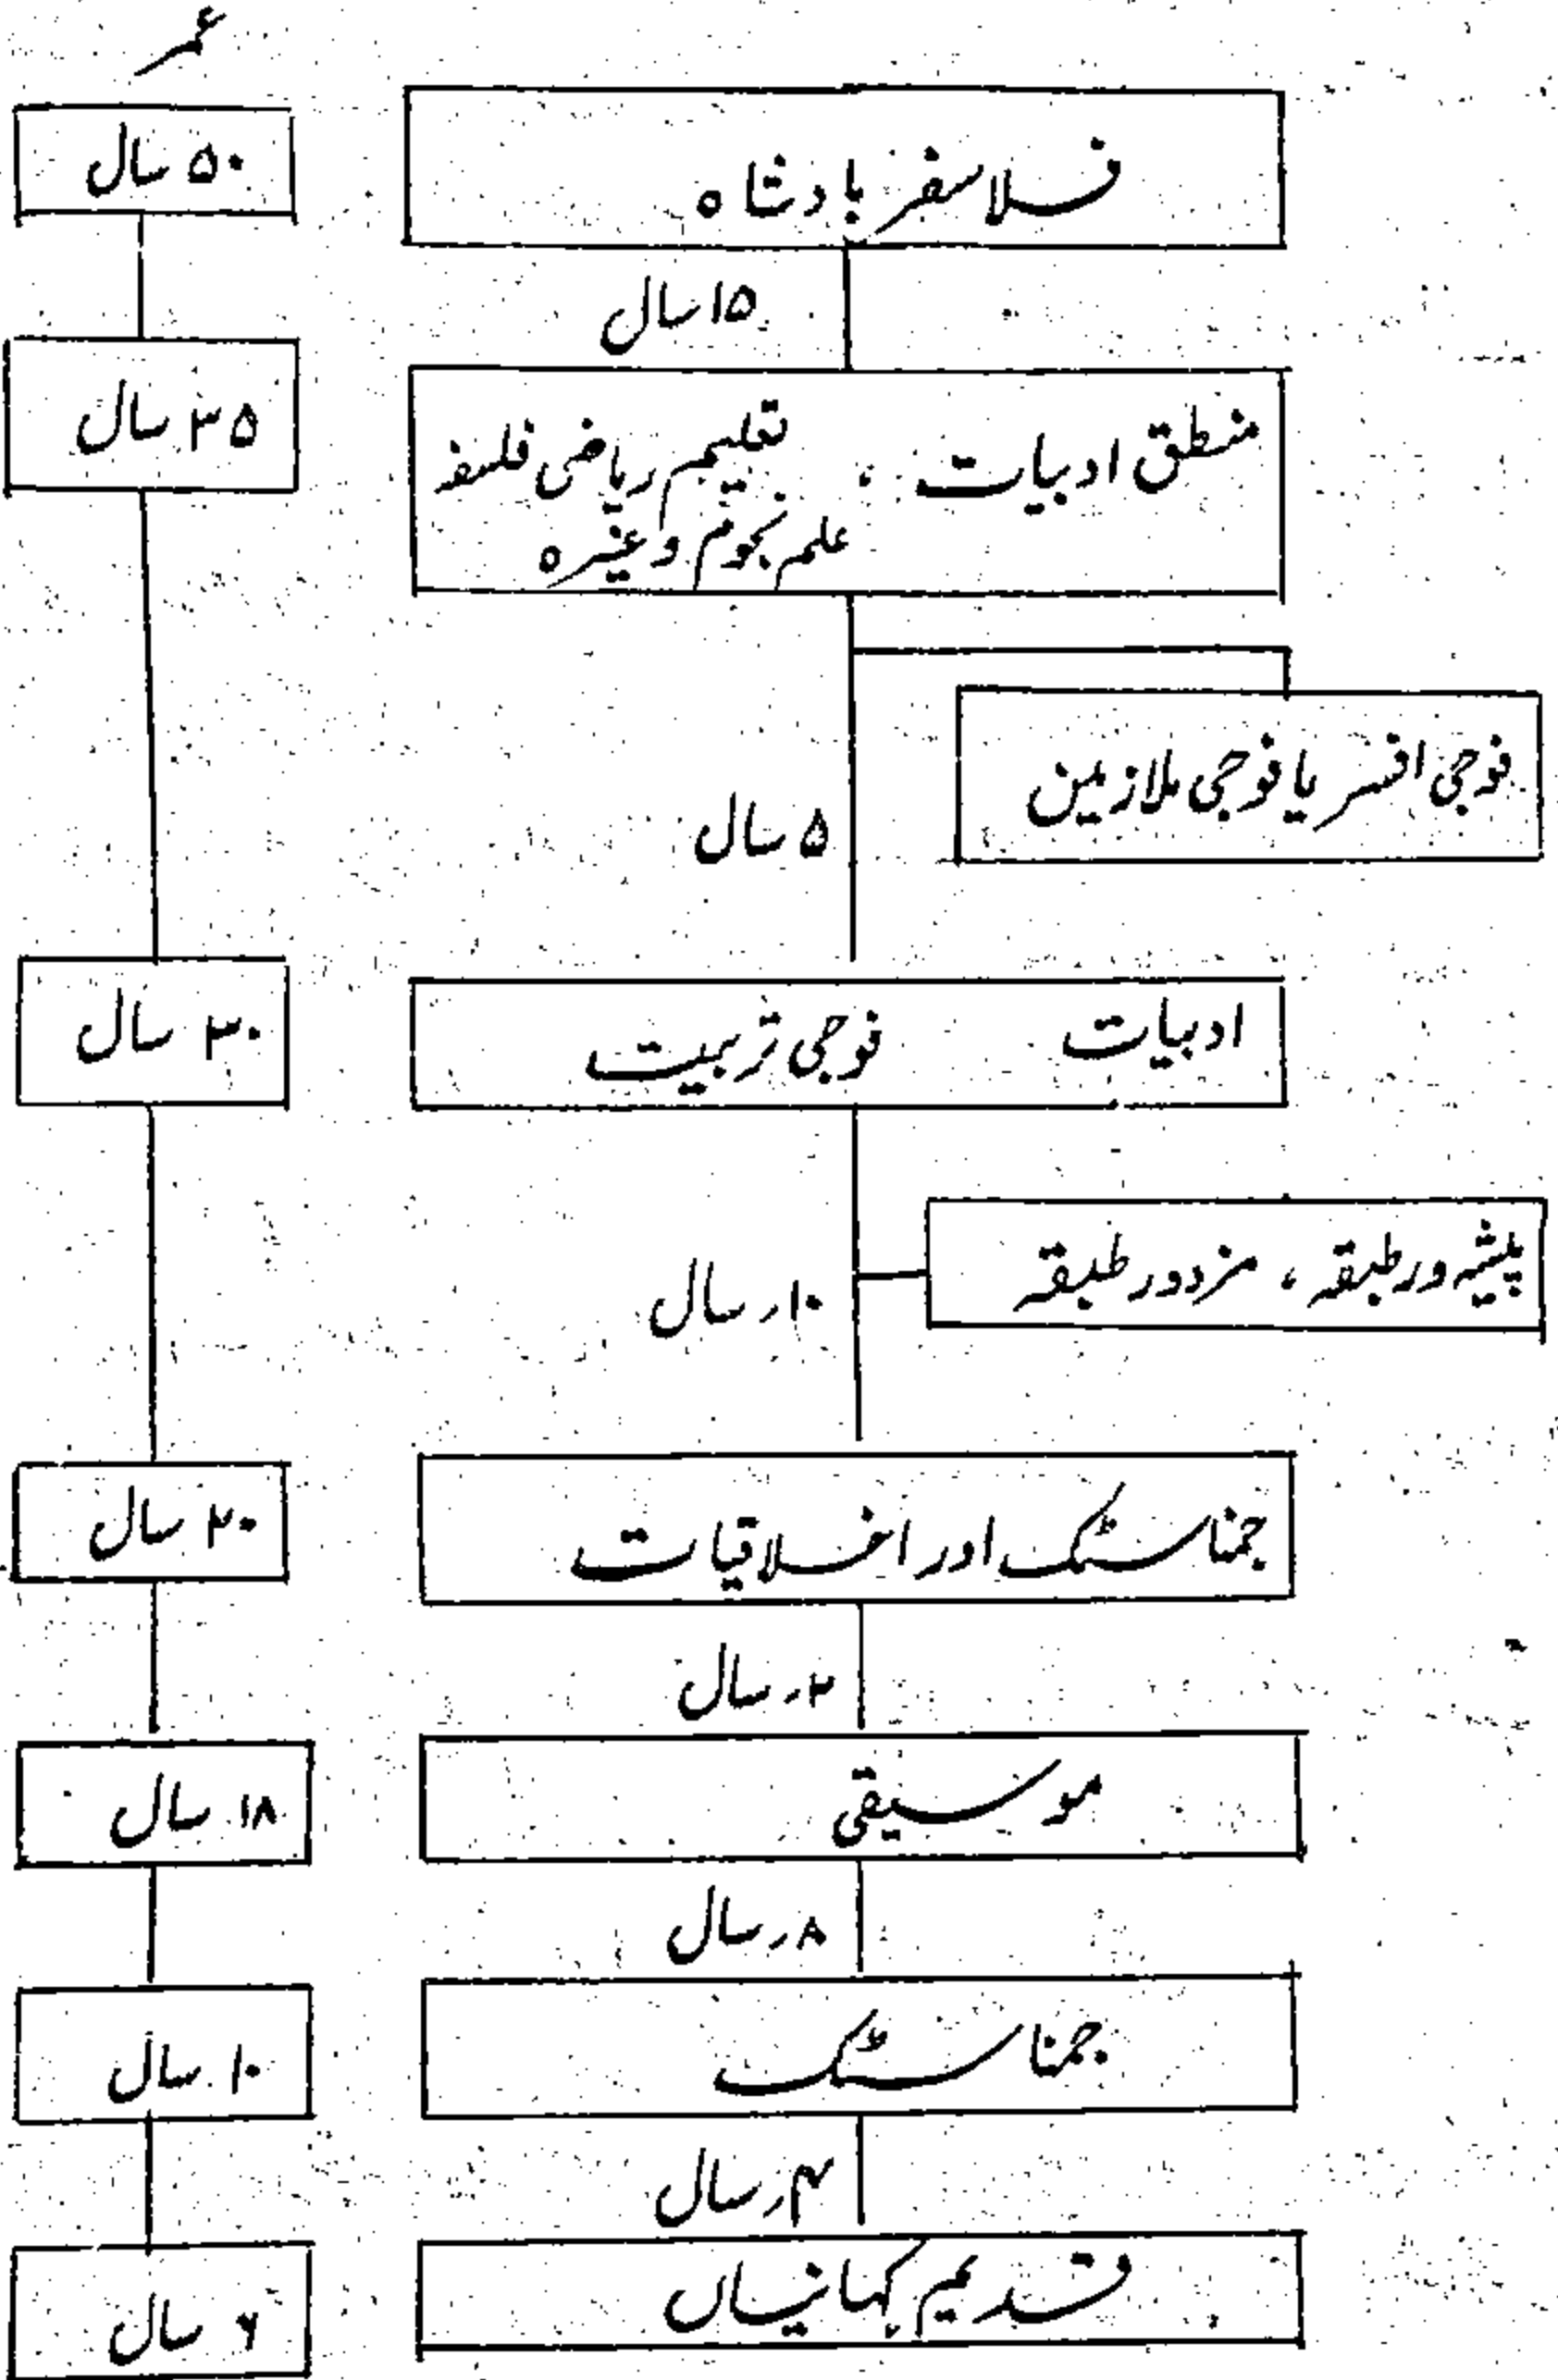 عمر
فلاسفر بادشاہ
۵۰ سال
۱۵ سال
منطق ادبیات ، تعلیم ریاضی فلسفہ
علم نجوم وغیرہ
۳۵ سال
فوجی افسر یا فوجی ملازمین
۵ سال
ادبیات فوجی تربیت
۳۰ سال
پیشہ ور طبقہ ، مزدور طبقہ
۱۰ سال
جمناسٹک اور اخلاقیات
۲۰ سال
۲ سال
موسیقی
۱۸ سال
۸ سال
جمناسٹک
۱۰ سال
۴ سال
قدیم کہانیاں
۶ سال